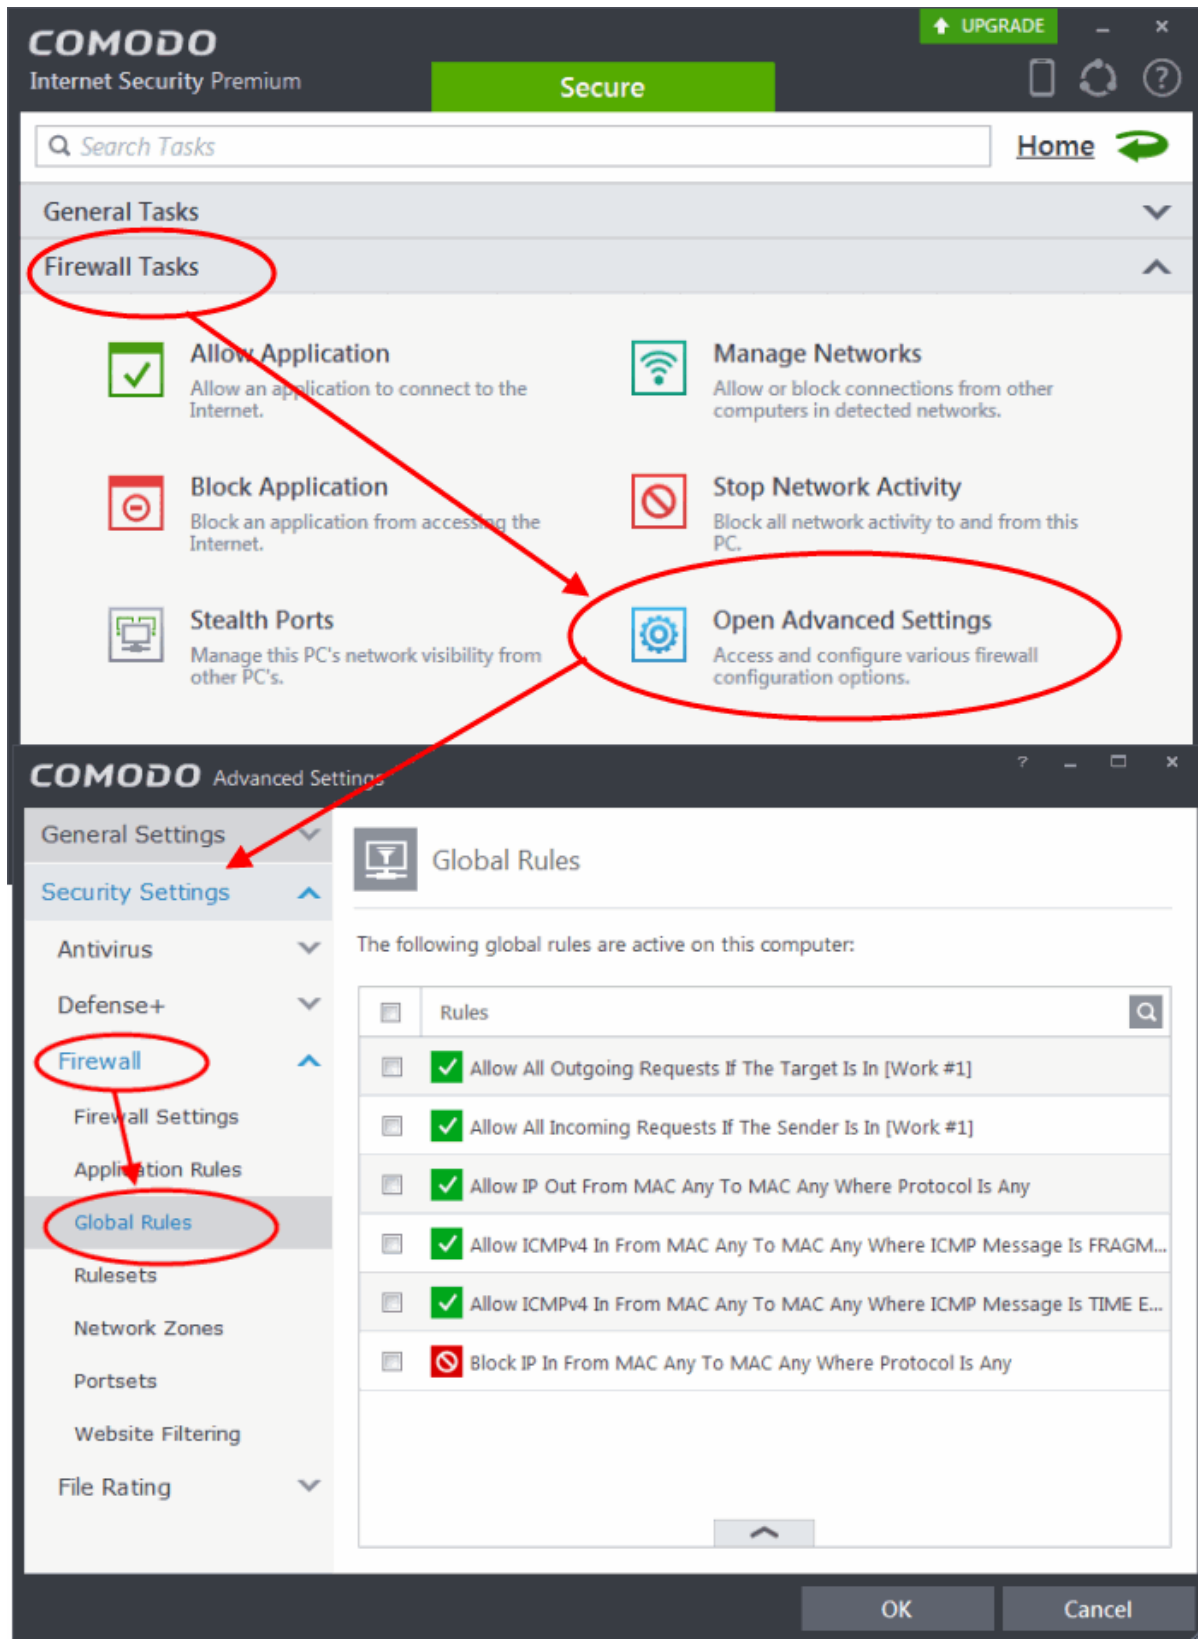 COMODO
Internet Security Premium
UPGRADE
Secure
Search Tasks
Home
General Tasks
Firewall Tasks
Allow Application
Allow an application to connect to the
Internet.
Manage Networks
Allow or block connections from other
computers in detected networks.
Block Application
Block an application from accessing the
Internet.
Stop Network Activity
Block all network activity to and from this
PC.
Stealth Ports
Manage this PC's network visibility from
other PC's.
Open Advanced Settings
Access and configure various firewall
configuration options.
COMODO Advanced Settings
General Settings
Security Settings
Antivirus
Defense+
Firewall
Firewall Settings
Application Rules
Global Rules
Rulesets
Network Zones
Portsets
Website Filtering
File Rating
Global Rules
The following global rules are active on this computer:
Rules
Allow All Outgoing Requests If The Target Is In [Work #1]
Allow All Incoming Requests If The Sender Is In [Work #1]
Allow IP Out From MAC Any To MAC Any Where Protocol Is Any
Allow ICMPv4 In From MAC Any To MAC Any Where ICMP Message Is FRAGM...
Allow ICMPv4 In From MAC Any To MAC Any Where ICMP Message Is TIME E...
Block IP In From MAC Any To MAC Any Where Protocol Is Any
OK
Cancel